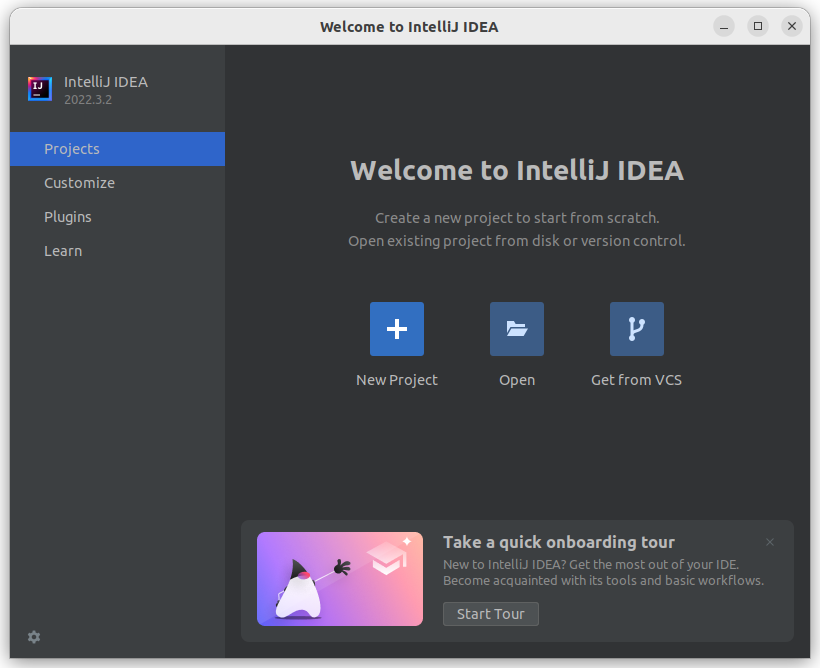 Welcome to IntelliJ IDEA
IJ
IntelliJ IDEA
2022.3.2
Projects
Customize
Plugins
Learn
Welcome to IntelliJ IDEA
Create a new project to start from scratch.
Open existing project from disk or version control.
New Project
Open
Get from VCS
Take a quick onboarding tour
New to IntelliJ IDEA? Get the most out of your IDE.
Become acquainted with its tools and basic workflows.
Start Tour